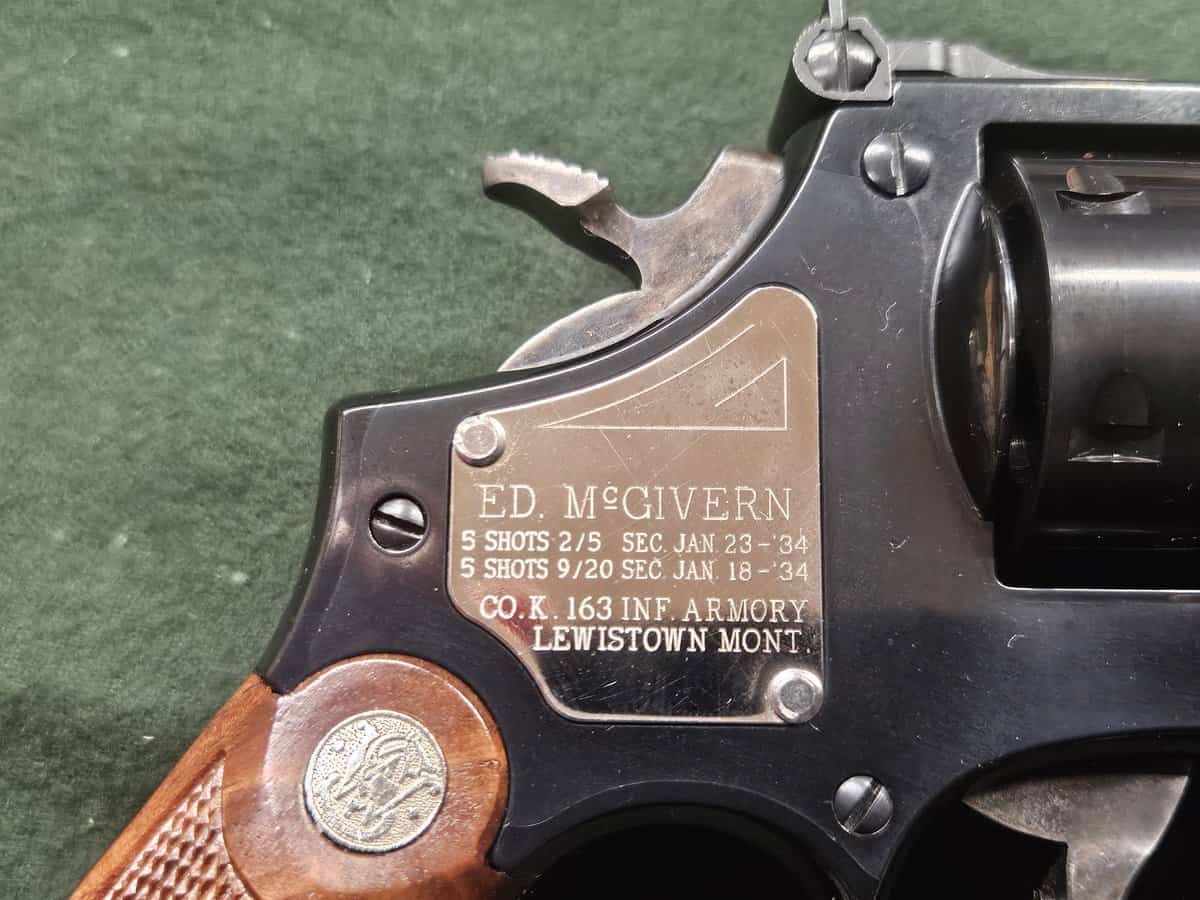 ED. McGIVERN
5 SHOTS 2/5 SEC. JAN. 23-'34
5 SHOTS 9/20 SEC. JAN. 18-'34
CO. K. 163 INF. ARMORY
LEWISTOWN MONT.
SW